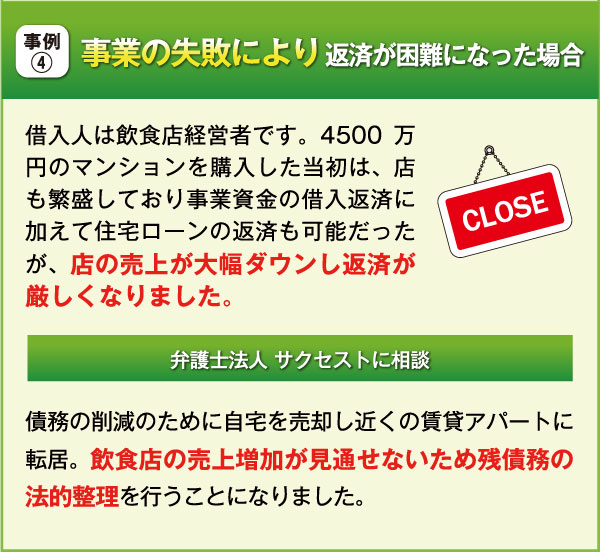 事例
④
事業の失敗により返済が困難になった場合
借入人は飲食店経営者です。4500 万
円のマンションを購入した当初は、店
も繁盛しており事業資金の借入返済に
加えて住宅ローンの返済も可能だった
が、店の売上が大幅ダウンし返済が
厳しくなりました。
CLOSE
弁護士法人 サクセストに相談
債務の削減のために自宅を売却し近くの賃貸アパートに
転居。飲食店の売上増加が見通せないため残債務の
法的整理を行うことになりました。